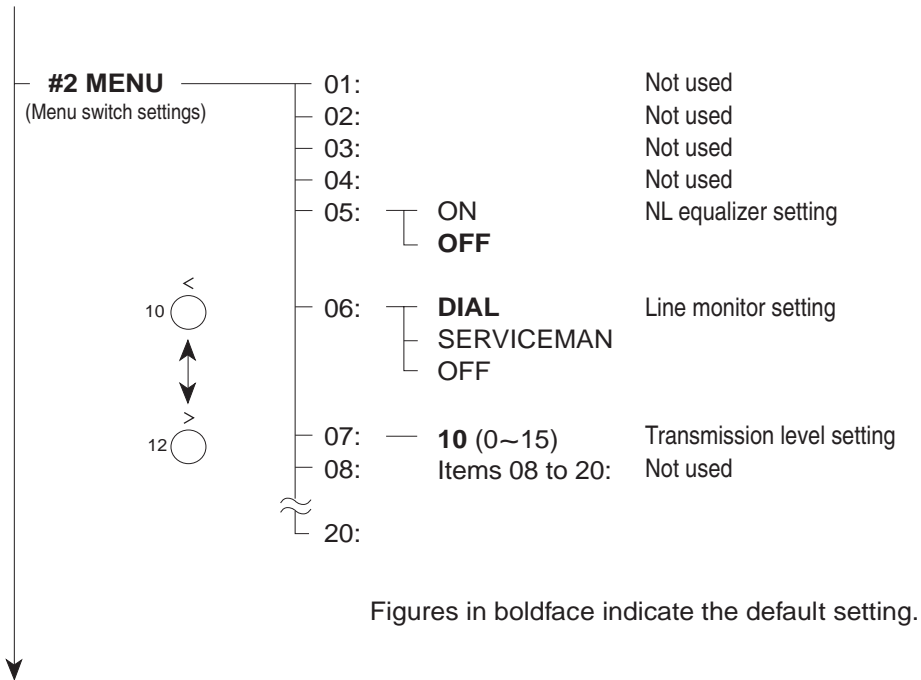 #2 MENU 01: Not used
(Menu switch settings) 02: Not used
03: Not used
04: Not used
05: ON NL equalizer setting
OFF
<
10
06: DIAL Line monitor setting
SERVICEMAN
OFF
>
12
07: 10 (0~15) Transmission level setting
08: Items 08 to 20: Not used
20:
Figures in boldface indicate the default setting.